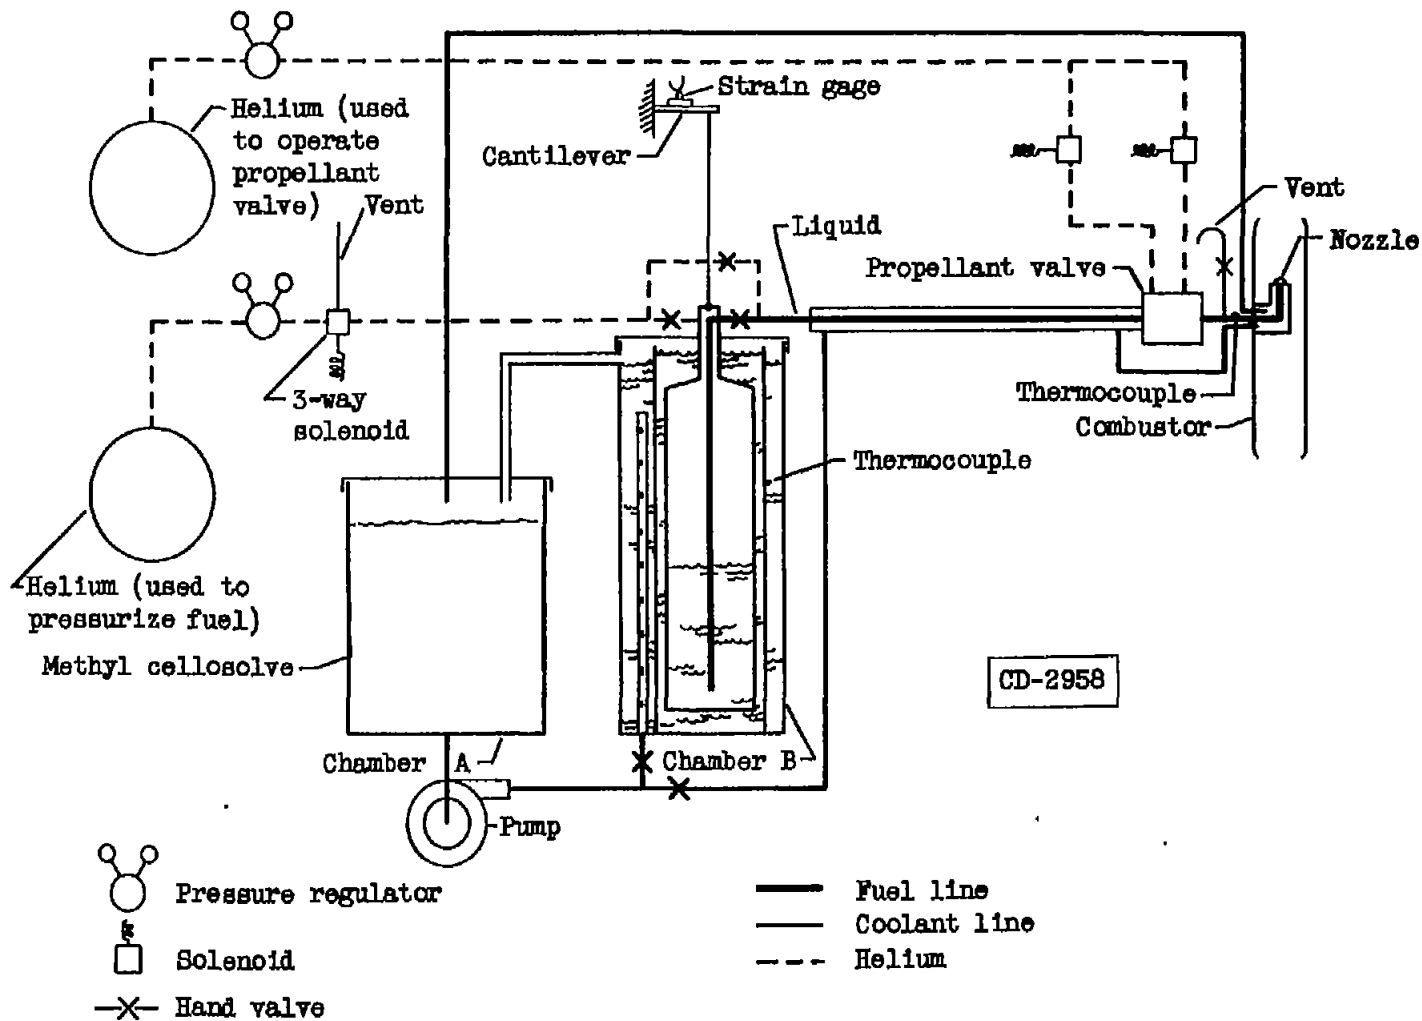 Strain gage
Helium (used
to operate
propellant
valve)
Cantilever
Vent
Vent
Liquid
Nozzle
Propellant valve
3-way
solenoid
Thermocouple
Combustor
Thermocouple
Helium (used to
pressurize fuel)
Methyl cellosolve
CD-2958
Chamber A
Chamber B
Pump
Pressure regulator
Solenoid
Hand valve
Fuel line
Coolant line
Helium